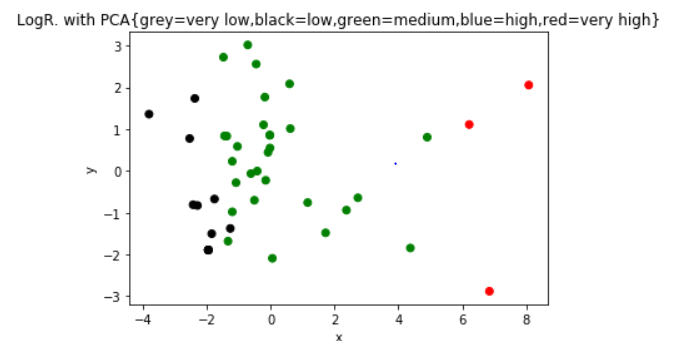 LogR. with PCA{grey=very low,black=low,green=medium,blue=high,red=very high}
3
2
1
0
−1
−2
−3
y
−4 −2 0 2 4 6 8
x